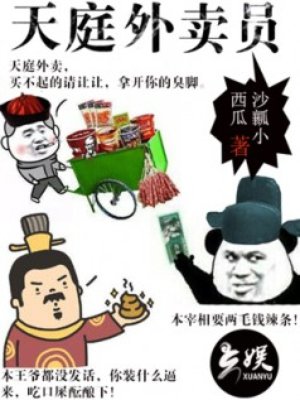 天庭外卖员
天庭外卖，
买不起的请让让，拿开你的臭脚。
沙瓤小
西瓜
著
本宰相要两毛钱辣条！
本王爷都没发话，你装什么逼
来，吃口屎酝酿下！
娱
XUANYU